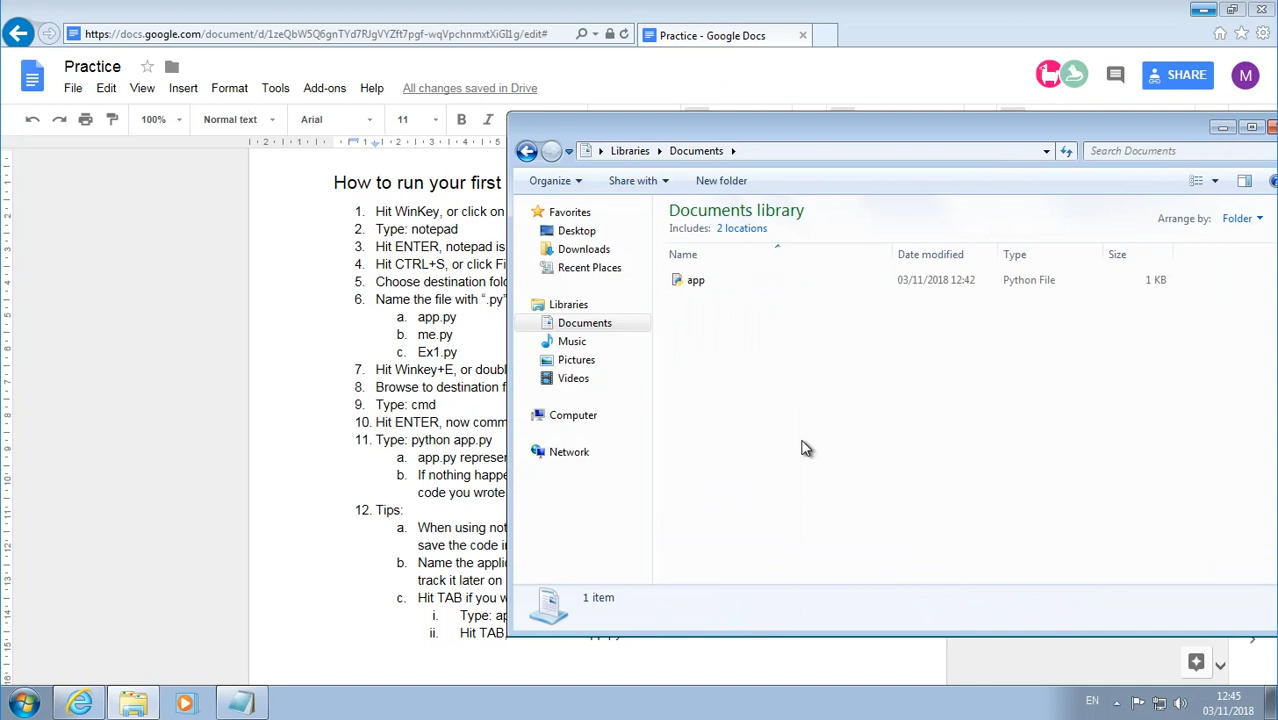 https://docs.google.com/document/d/1zeQbW5Q6gnTYd7RJgVYZft7pgf-wqVpchnmxtXiGI1g/edit#
Practice - Google Docs
Practice
File Edit View Insert Format Tools Add-ons Help All changes saved in Drive
SHARE
M
100% Normal text Arial 11 B I
2 1 1 2 3 4 5
How to run your first
1. Hit WinKey, or click on
2. Type: notepad
3. Hit ENTER, notepad is
4. Hit CTRL+S, or click Fi
5. Choose destination fold
6. Name the file with “.py”
a. app.py
b. me.py
c. Ex1.py
7. Hit Winkey+E, or doubl
8. Browse to destination f
9. Type: cmd
10. Hit ENTER, now comm
11. Type: python app.py
a. app.py represen
b. If nothing happe
code you wrote
12. Tips:
a. When using not
save the code in
b. Name the applic
track it later on
c. Hit TAB if you w
i. Type: ap
ii. Hit TAB,
Libraries Documents
Search Documents
Organize Share with New folder
Favorites
Desktop
Downloads
Recent Places
Libraries
Documents
Music
Pictures
Videos
Computer
Network
Documents library
Includes: 2 locations
Arrange by: Folder
Name Date modified Type Size
app 03/11/2018 12:42 Python File 1 KB
1 item
EN
12:45
03/11/2018